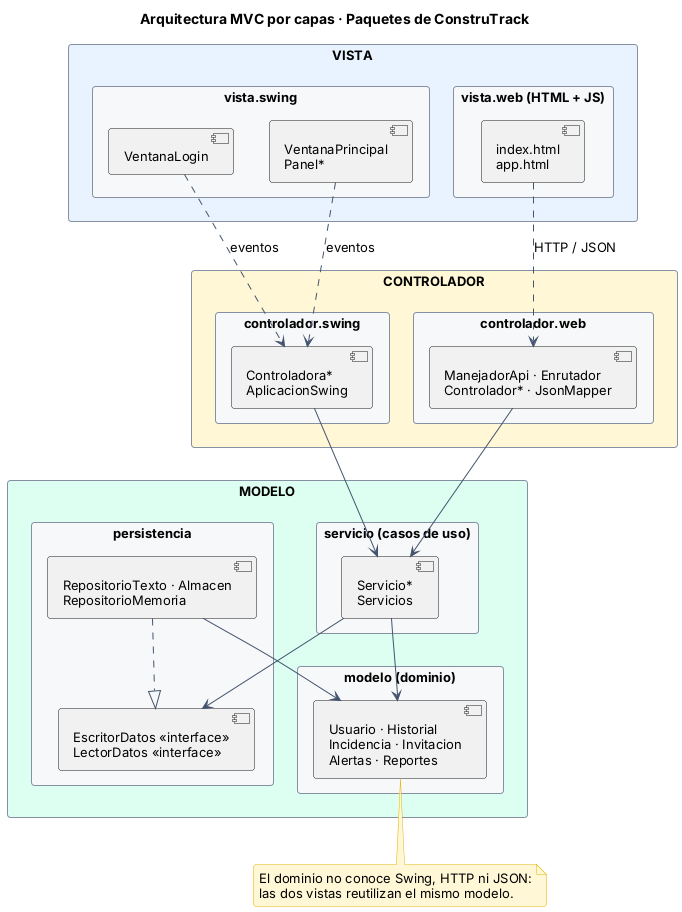 Arquitectura MVC por capas · Paquetes de ConstruTrack
VISTA
vista.swing
vista.web (HTML + JS)
VentanaLogin
VentanaPrincipal
Panel*
index.html
app.html
eventos
eventos
HTTP / JSON
CONTROLADOR
controlador.swing
controlador.web
Controladora*
AplicacionSwing
ManejadorApi · Enrutador
Controlador* · JsonMapper
MODELO
persistencia
servicio (casos de uso)
RepositorioTexto · Almacen
RepositorioMemoria
Servicio*
Servicios
modelo (dominio)
EscritorDatos «interface»
LectorDatos «interface»
Usuario · Historial
Incidencia · Invitacion
Alertas · Reportes
El dominio no conoce Swing, HTTP ni JSON:
las dos vistas reutilizan el mismo modelo.